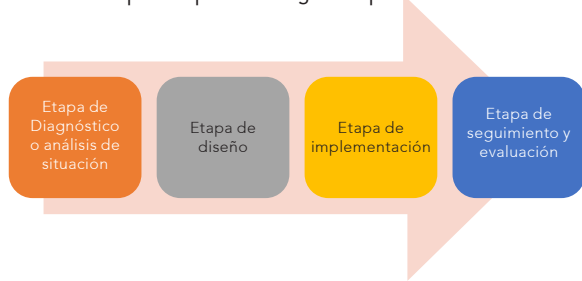 Etapa de
Diagnóstico
o análisis de
situación
Etapa de
diseño
Etapa de
implementación
Etapa de
seguimiento y
evaluación